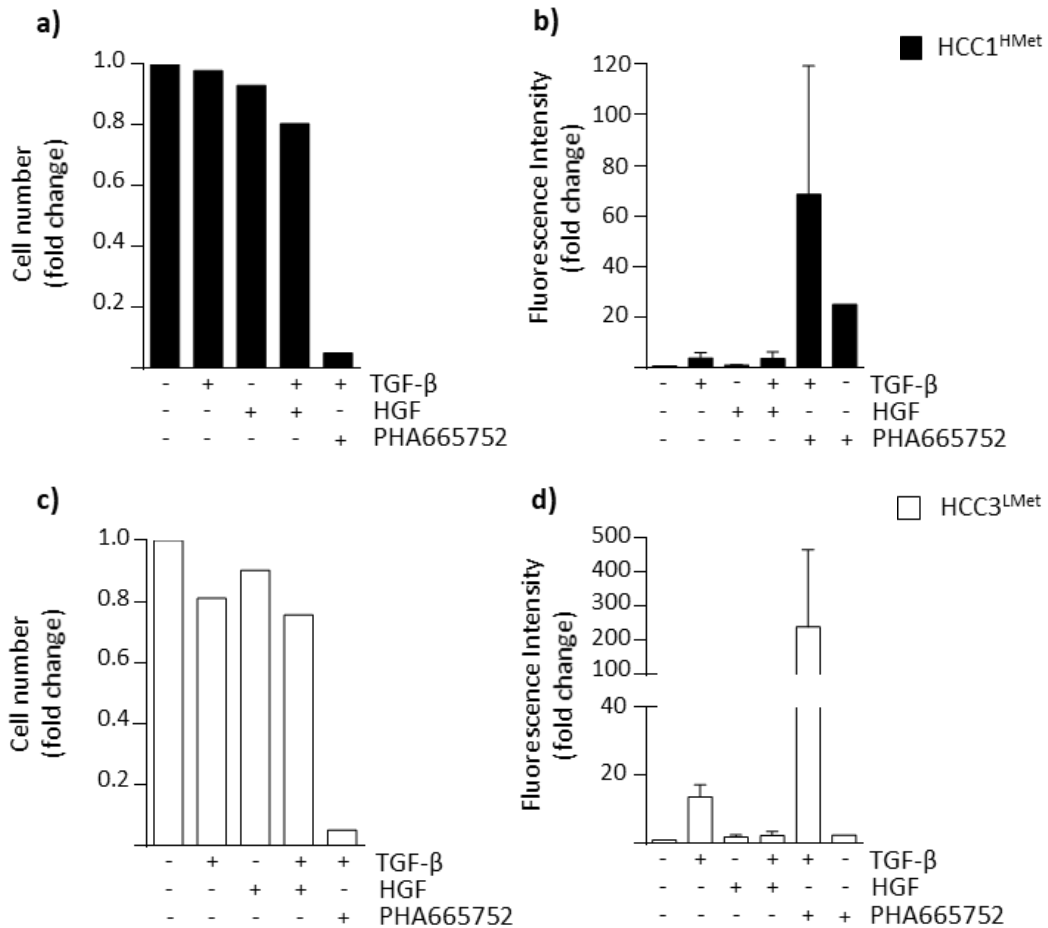 a)
Cell number
(fold change)
1.0
0.8
0.6
0.4
0.2
- + - + + TGF-β
- - + + - HGF
- - - - + PHA665752
b)
HCC1HMet
Fluorescence Intensity
(fold change)
120
100
80
60
40
20
- + - + + - TGF-β
- - + + - - HGF
- - - - + + PHA665752
c)
Cell number
(fold change)
1.0
0.8
0.6
0.4
0.2
- + - + + TGF-β
- - + + - HGF
- - - - + PHA665752
d)
HCC3LMet
Fluorescence Intensity
(fold change)
500
400
300
200
100
40
20
- + - + + - TGF-β
- - + + - - HGF
- - - - + + PHA665752